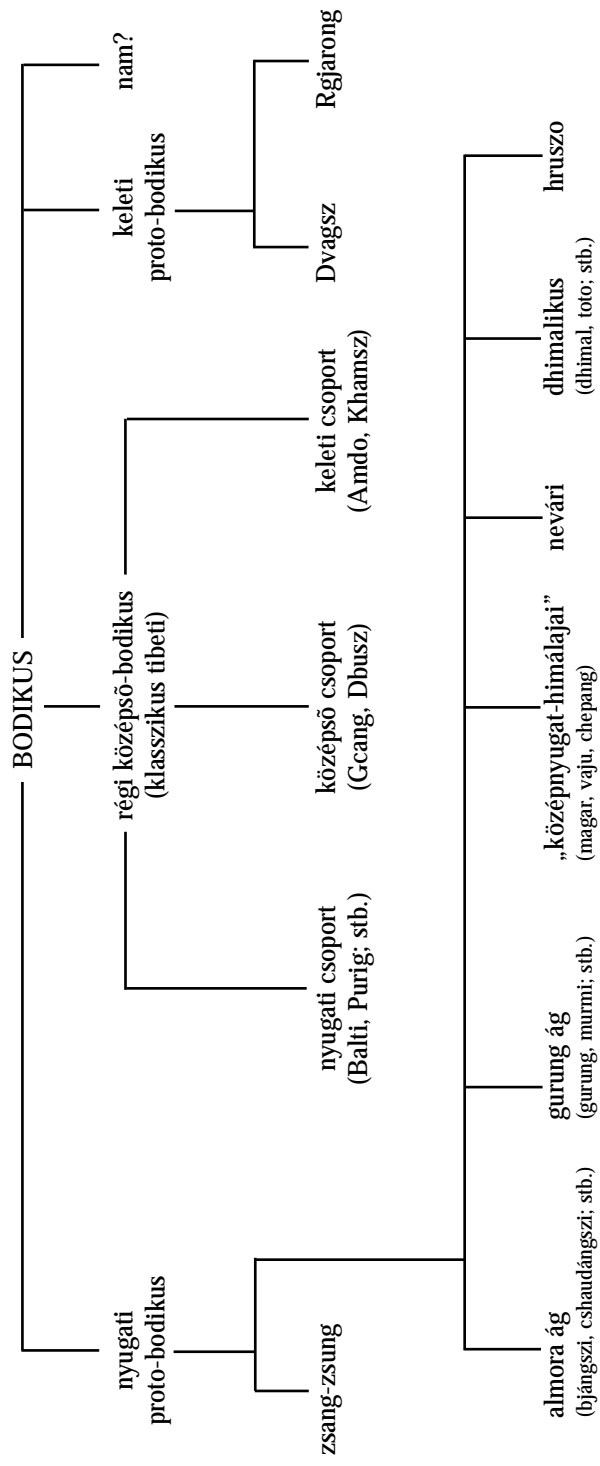 BODIKUS
nyugati
proto-bodikus
régi középsõ-bodikus
(klasszikus tibeti)
keleti
proto-bodikus
nam?
zsang-zsung
nyugati csoport
(Balti, Purig; stb.)
középsõ csoport
(Gcang, Dbusz)
keleti csoport
(Amdo, Khamsz)
Dvagsz
Rgjarong
almora ág
(bjángszi, cshaudángszi; stb.)
gurung ág
(gurung, murmi; stb.)
„középnyugat-himálajai”
(magar, vaju, chepang)
nevári
dhimalikus
(dhimal, toto; stb.)
hruszo